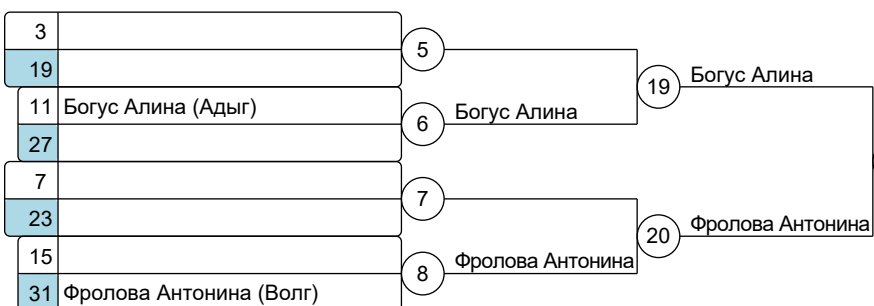 3
5
19
19 Богус Алина
11 Богус Алина (Адыг)
6 Богус Алина
27
7
7
23
20 Фролова Антонина
15
8 Фролова Антонина
31 Фролова Антонина (Волг)